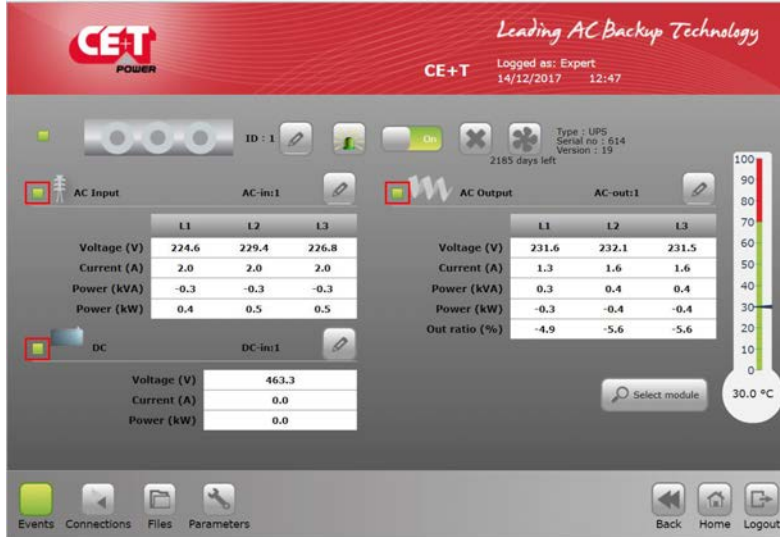 CE+T
POWER
Leading AC Backup Technology
CE+T
Logged as: Expert
14/12/2017 12:47
ID : 1
On
2185 days left
Type : UPS
Serial no : 614
Version : 19
AC Input AC-in:1
L1 L2 L3
Voltage (V) 224.6 229.4 226.8
Current (A) 2.0 2.0 2.0
Power (kVA) -0.3 -0.3 -0.3
Power (kW) 0.4 0.5 0.5
DC DC-in:1
Voltage (V) 463.3
Current (A) 0.0
Power (kW) 0.0
AC Output AC-out:1
L1 L2 L3
Voltage (V) 231.6 232.1 231.5
Current (A) 1.3 1.6 1.6
Power (kVA) 0.3 0.4 0.4
Power (kW) -0.3 -0.4 -0.4
Out ratio (%) -4.9 -5.6 -5.6
Select module
100
90
80
70
60
50
40
30
20
10
0
30.0 °C
Events Connections Files Parameters
Back Home Logout